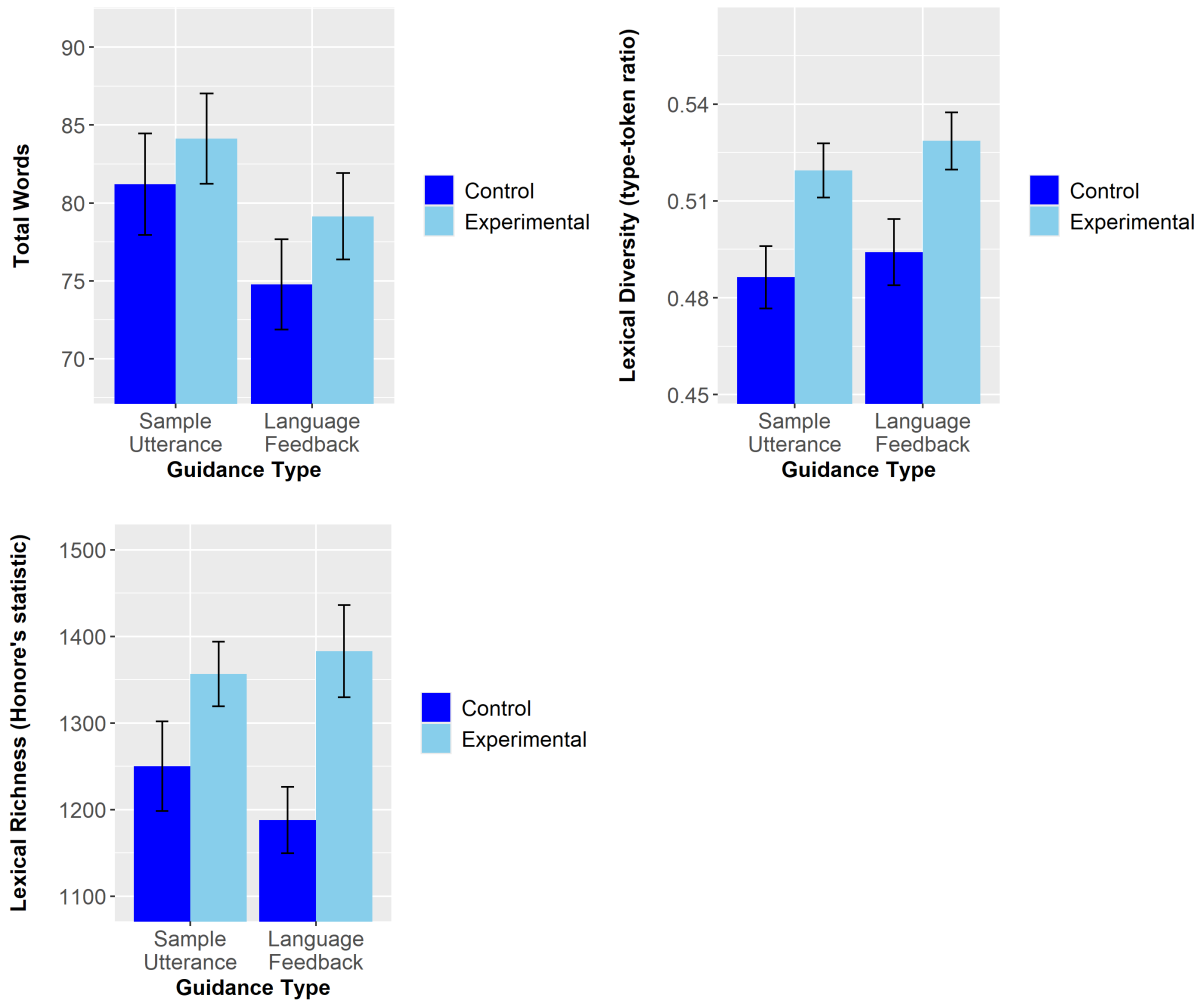 Total Words
90
85
80
75
70
Sample
Utterance
Language
Feedback
Guidance Type
Control
Experimental
Lexical Diversity (type-token ratio)
0.54
0.51
0.48
0.45
Sample
Utterance
Language
Feedback
Guidance Type
Control
Experimental
Lexical Richness (Honore's statistic)
1500
1400
1300
1200
1100
Sample
Utterance
Language
Feedback
Guidance Type
Control
Experimental